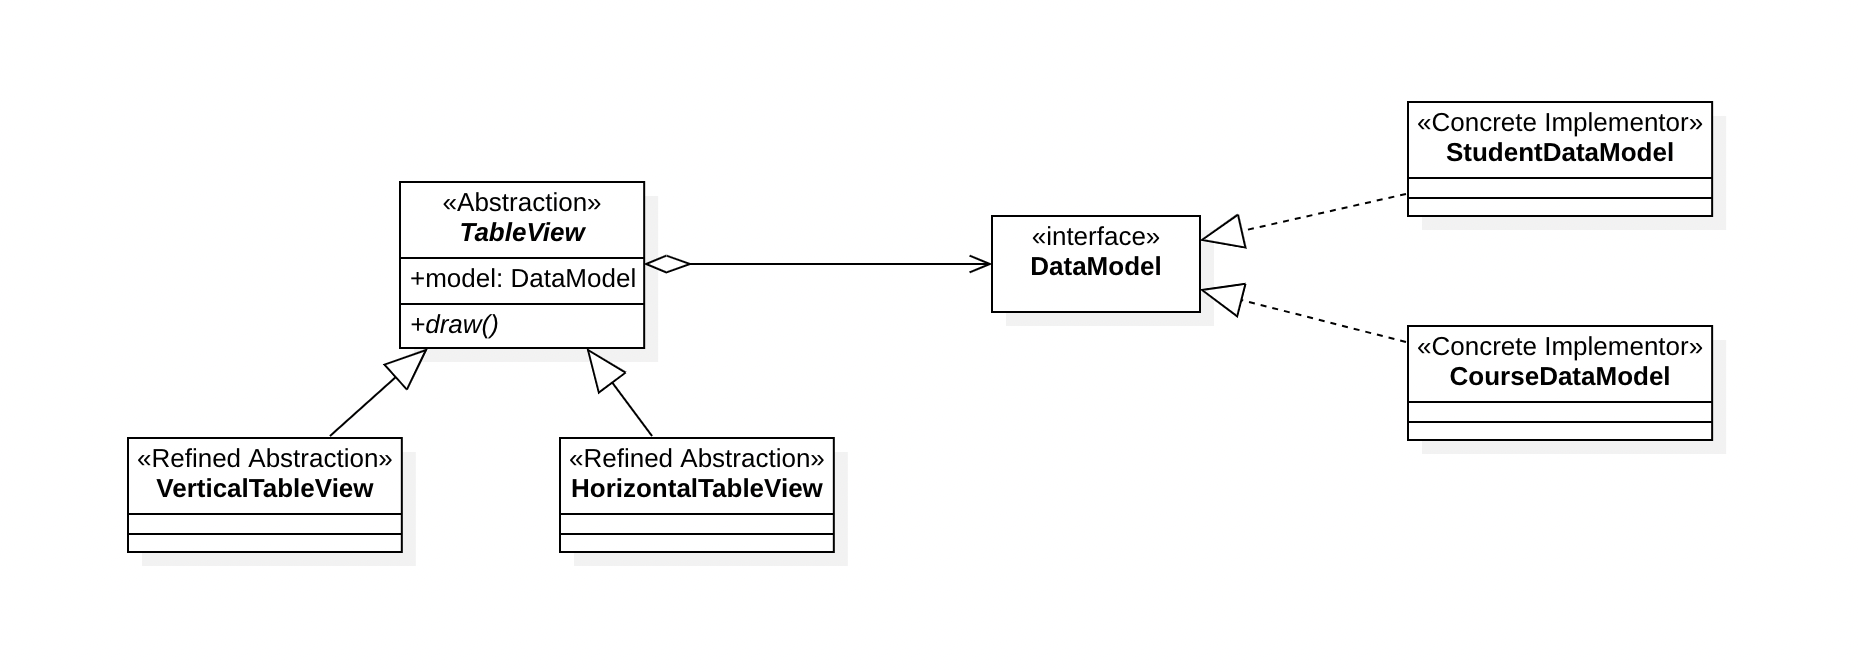 «Abstraction»
TableView
+model: DataModel
+draw()
«Refined Abstraction»
VerticalTableView
«Refined Abstraction»
HorizontalTableView
«interface»
DataModel
«Concrete Implementor»
StudentDataModel
«Concrete Implementor»
CourseDataModel